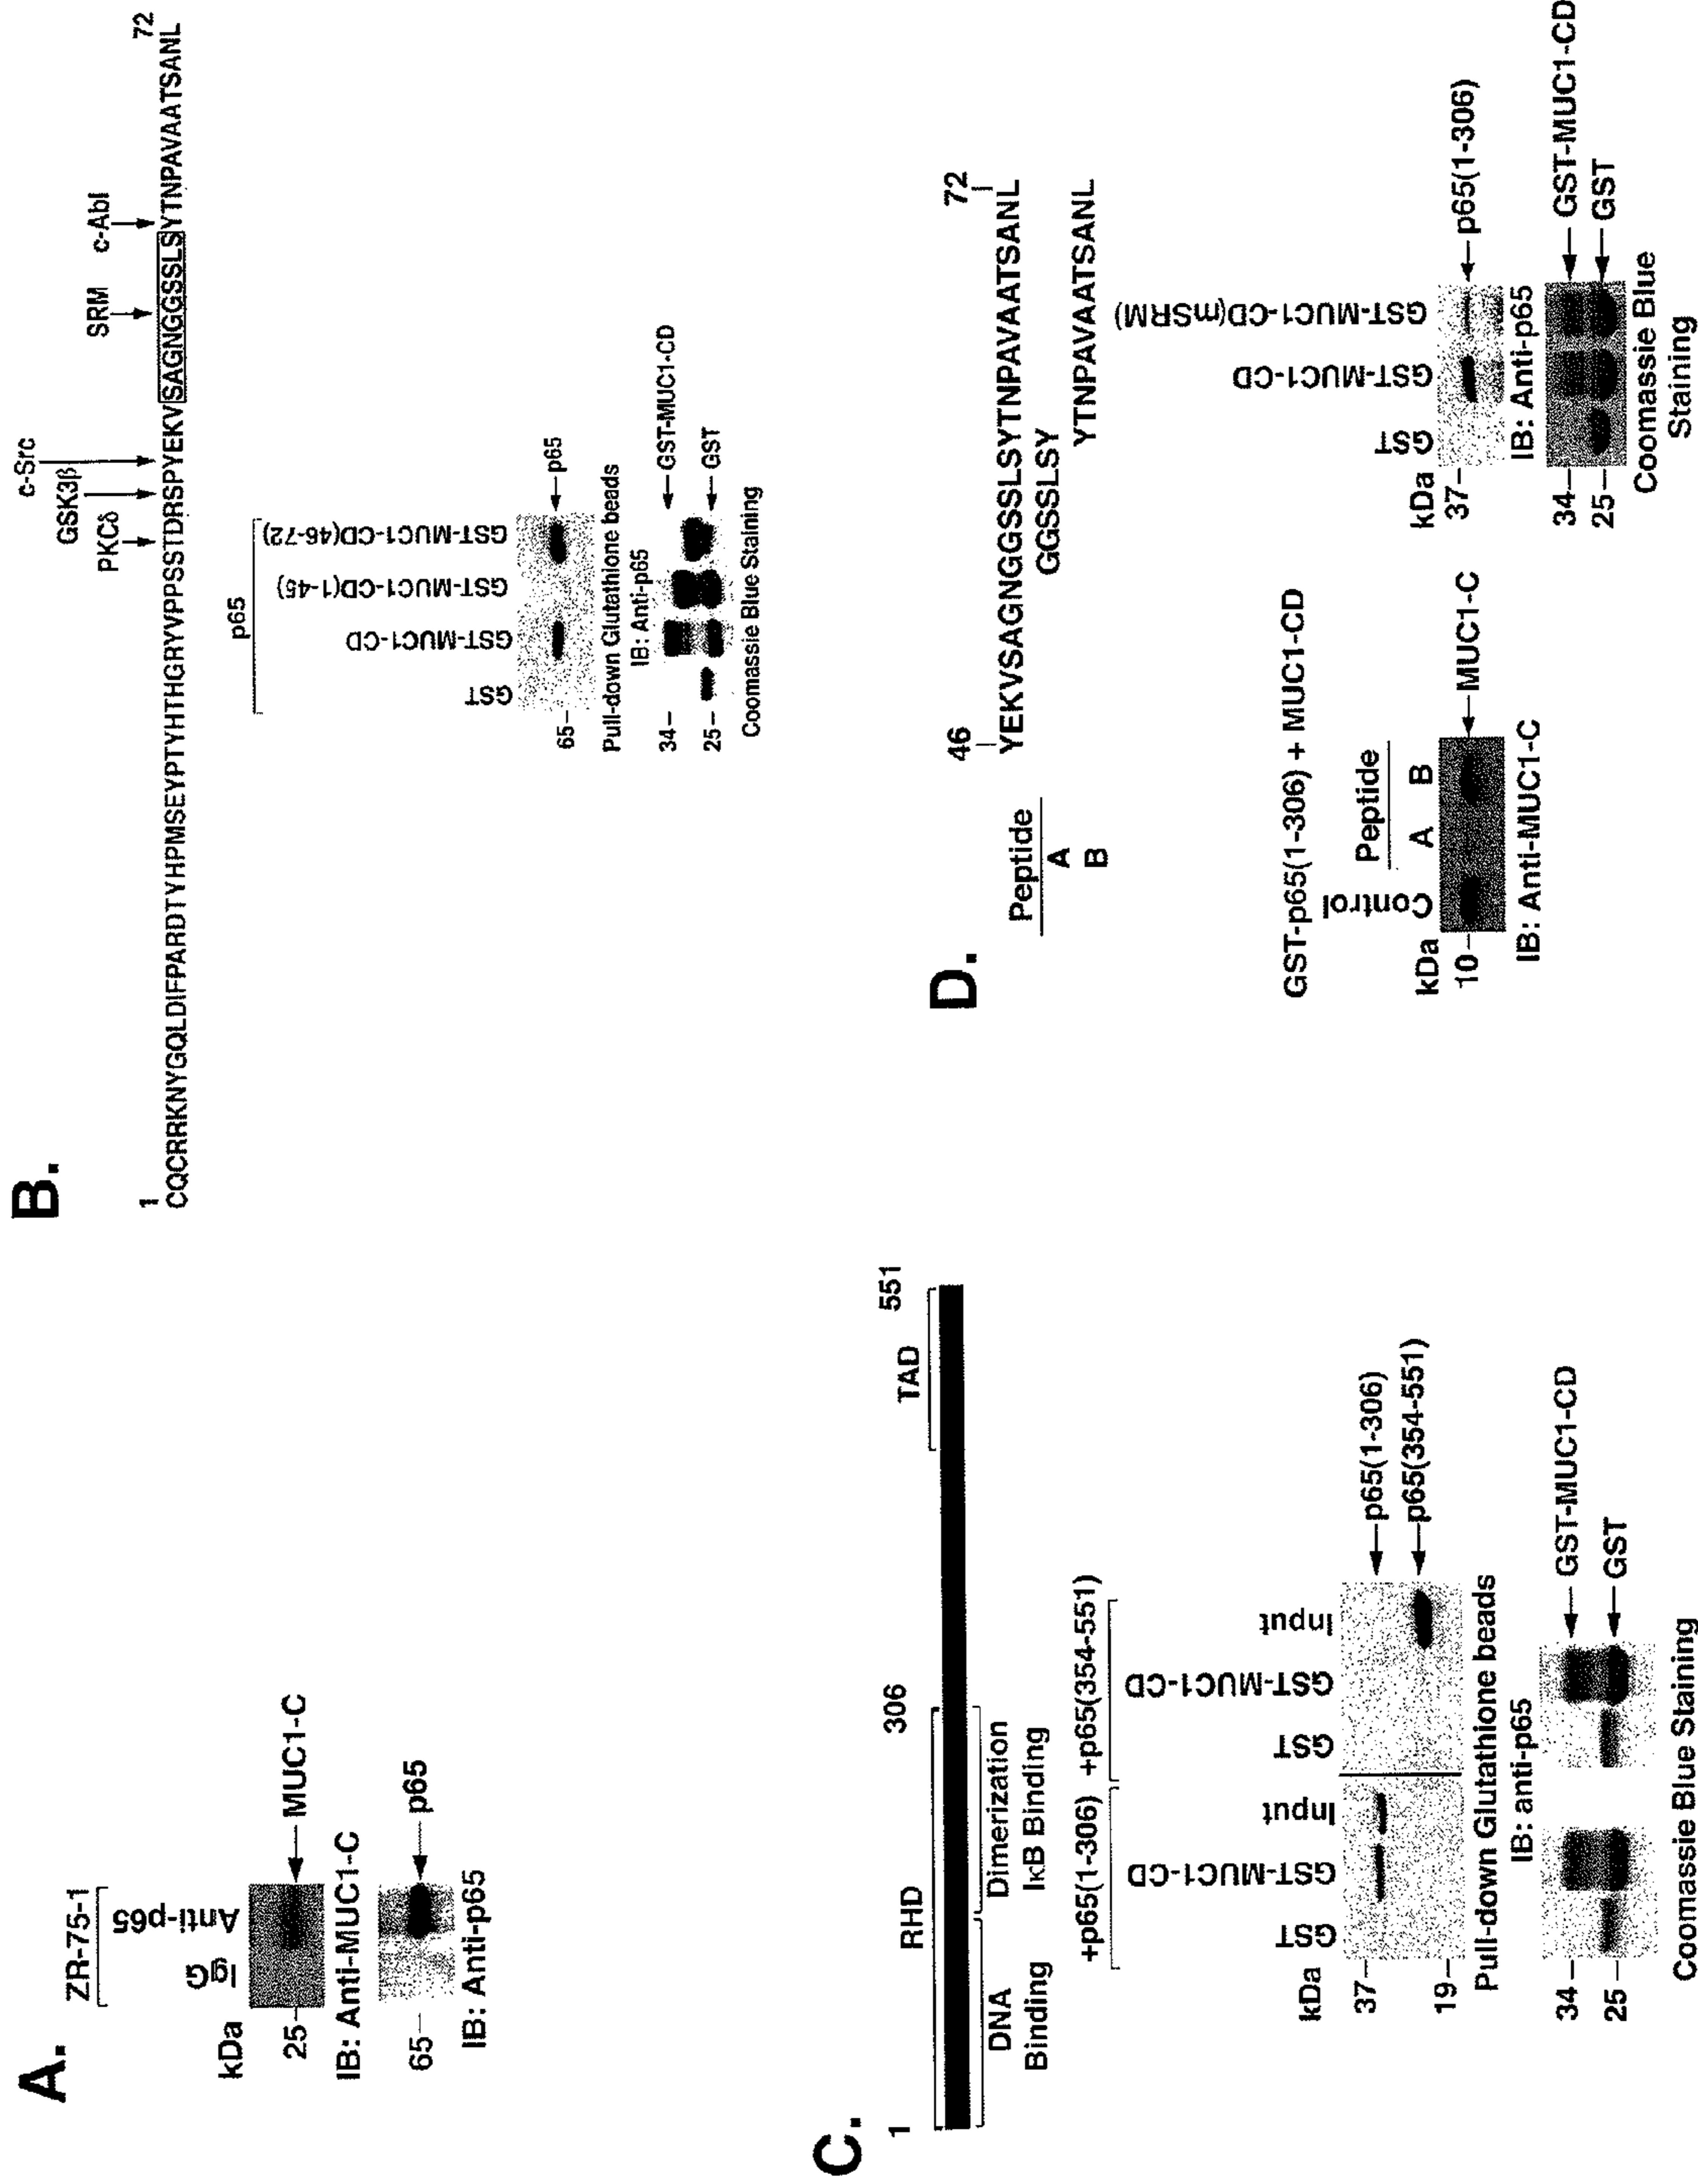 A.
ZR-75-1
IgG
Anti-p65
kDa
25
MUC1-C
IB: Anti-MUC1-C
65
p65
IB: Anti-p65
B.
c-Src
GSK3β
PKCδ
SRM
c-Abl
1
72
CQCRRKNYGQLDIFPARDTYHPMSEYPTYHTHGRYVPPSSTDRSPYEKVSAGNGGSSLSYTNPAVAATSANL
p65
GST
GST-MUC1-CD
GST-MUC1-CD(1-45)
GST-MUC1-CD(46-72)
65
p65
Pull-down Glutathione beads
IB: Anti-p65
34
GST-MUC1-CD
25
GST
Coomassie Blue Staining
C.
1
306
551
RHD
TAD
DNA
Binding
Dimerization
IκB Binding
+p65(1-306)
+p65(354-551)
GST
GST-MUC1-CD
Input
GST
GST-MUC1-CD
Input
kDa
37
p65(1-306)
19
p65(354-551)
Pull-down Glutathione beads
IB: anti-p65
34
GST-MUC1-CD
25
GST
Coomassie Blue Staining
D.
46
72
Peptide
YEKVSAGNGGSSLSYTNPAVAATSANL
A
GGSSLSY
B
YTNPAVAATSANL
GST-p65(1-306) + MUC1-CD
Control
Peptide
A
B
kDa
10
MUC1-C
IB: Anti-MUC1-C
GST
GST-MUC1-CD
GST-MUC1-CD(mSRM)
kDa
37
p65(1-306)
IB: Anti-p65
34
GST-MUC1-CD
25
GST
Coomassie Blue
Staining